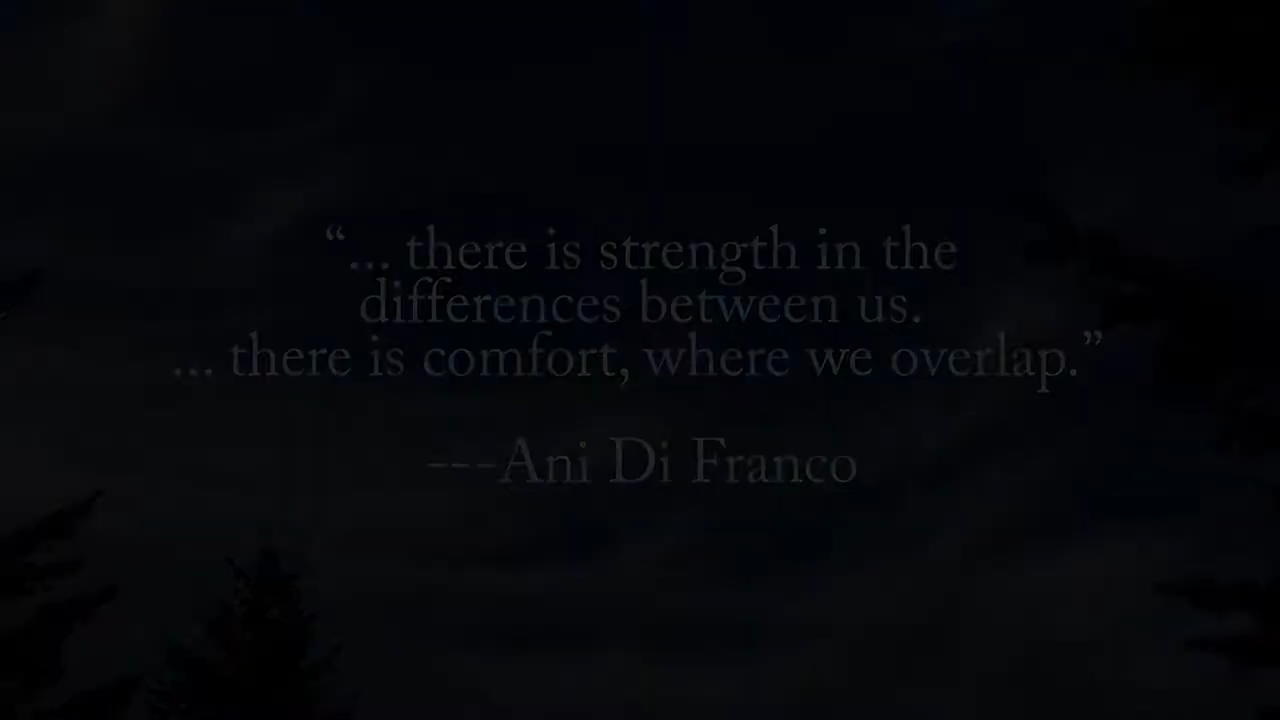 “... there is strength in the
differences between us.
... there is comfort, where we overlap.”
---Ani Di Franco